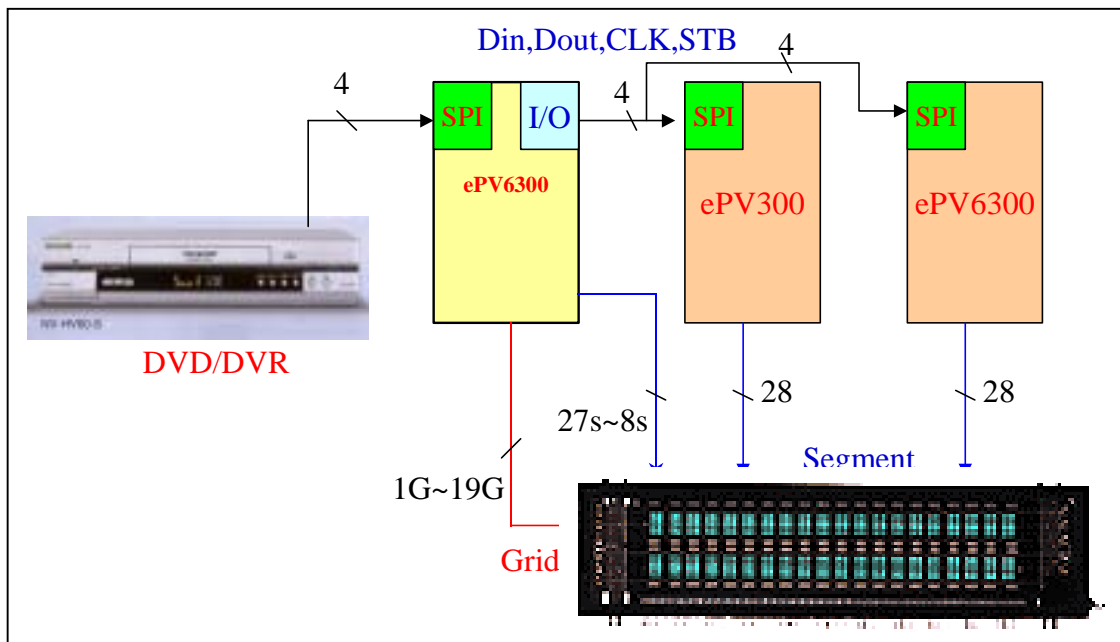 Din,Dout,CLK,STB
4
4
4
SPI
I/O
SPI
SPI
ePV6300
ePV300
ePV6300
DVD/DVR
27s~8s
28
28
1G~19G
Segment
Grid